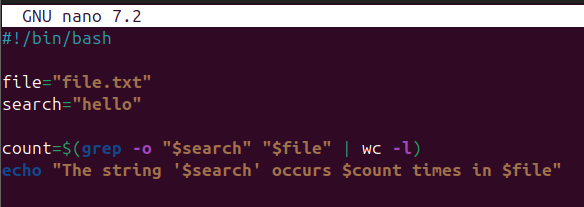 GNU nano 7.2
#!/bin/bash
file="file.txt"
search="hello"
count=$(grep -o "$search" "$file" | wc -l)
echo "The string '$search' occurs $count times in $file"